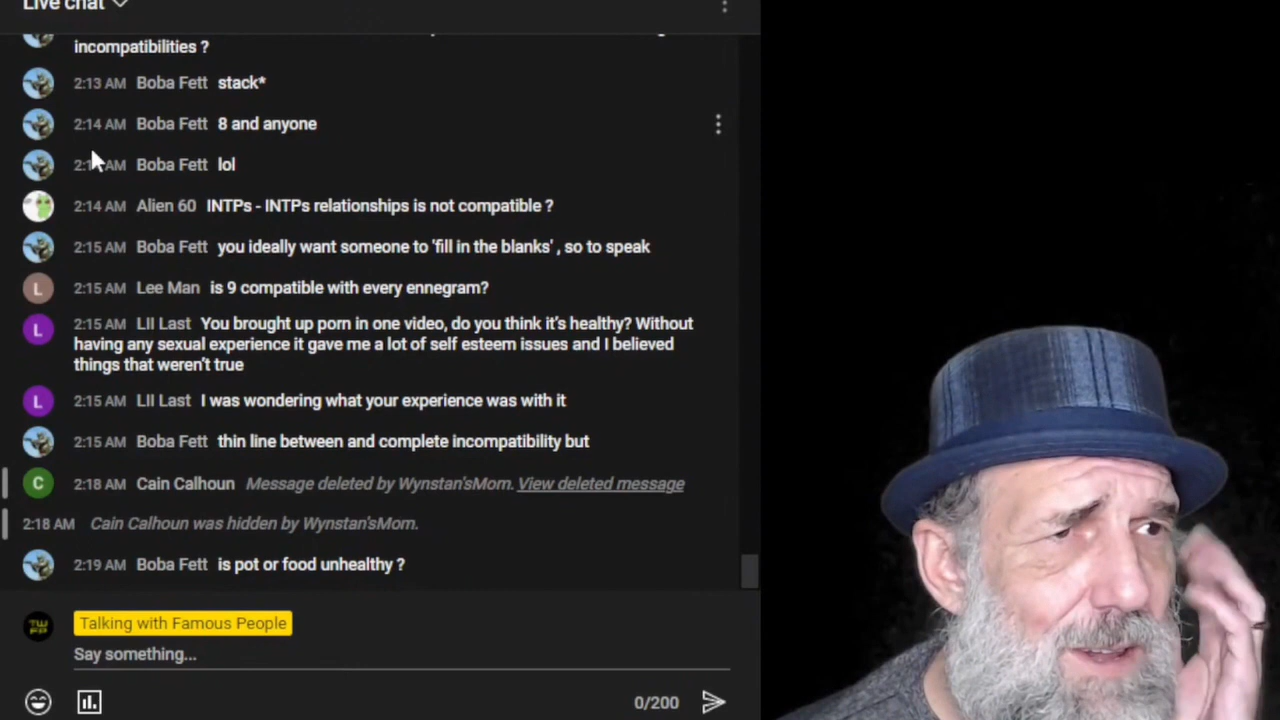 Live chat
incompatibilities ?
2:13 AM Boba Fett stack*
2:14 AM Boba Fett 8 and anyone
AM Boba Fett lol
2:14 AM Alien 60 INTPs - INTPs relationships is not compatible ?
2:15 AM Boba Fett you ideally want someone to 'fill in the blanks' , so to speak
L 2:15 AM Lee Man is 9 compatible with every ennegram?
L 2:15 AM Lil Last You brought up porn in one video, do you think it's healthy? Without
having any sexual experience it gave me a lot of self esteem issues and I believed
things that weren't true
L 2:15 AM Lil Last I was wondering what your experience was with it
2:15 AM Boba Fett thin line between and complete incompatibility but
C 2:18 AM Cain Calhoun Message deleted by Wynstan'sMom. View deleted message
2:18 AM Cain Calhoun was hidden by Wynstan'sMom.
2:19 AM Boba Fett is pot or food unhealthy ?
TW
FP
Talking with Famous People
Say something...
0/200